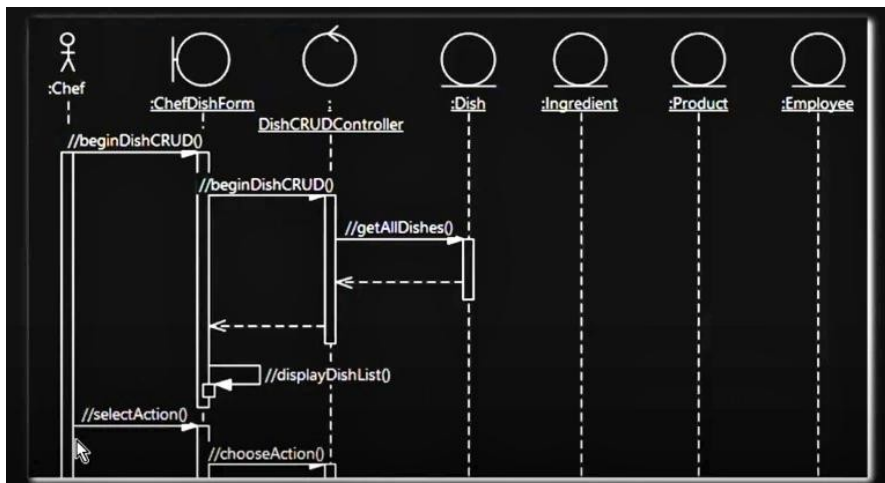 :Chef
:ChefDishForm
:
DishCRUDController
:Dish
:Ingredient
:Product
:Employee
//beginDishCRUD()
//beginDishCRUD()
//getAllDishes()
//displayDishList()
//selectAction()
//chooseAction()